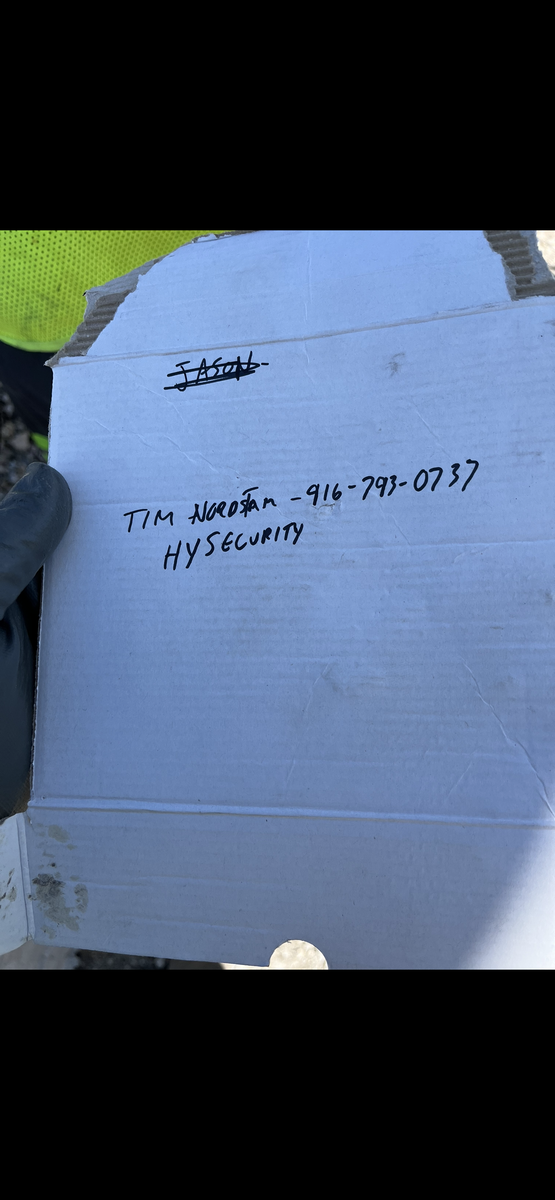 JASON
TIM NORDSTAM - 916-793-0737
HYSECURITY